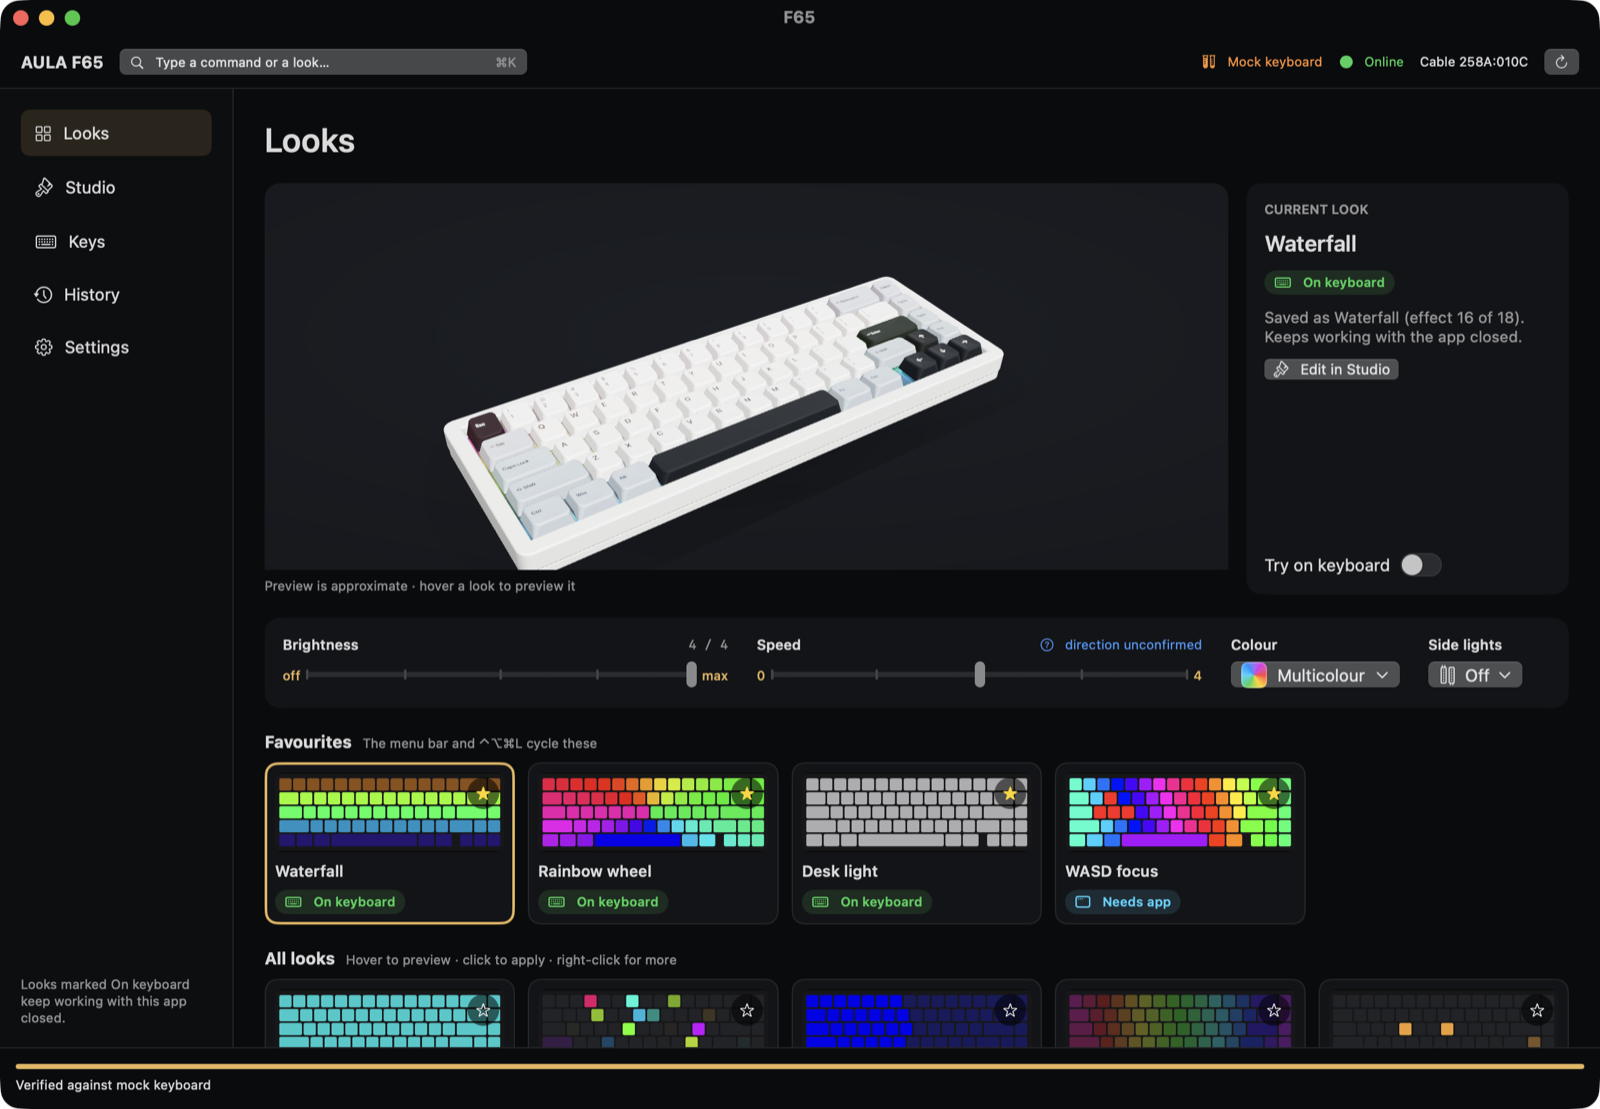 F65
AULA F65
Type a command or a look...
⌘K
Mock keyboard
Online
Cable 258A:010C
Looks
Studio
Keys
History
Settings
Looks marked On keyboard
keep working with this app
closed.
Looks
Preview is approximate · hover a look to preview it
CURRENT LOOK
Waterfall
On keyboard
Saved as Waterfall (effect 16 of 18).
Keeps working with the app closed.
Edit in Studio
Try on keyboard
Brightness
4 / 4
off
max
Speed
direction unconfirmed
0
4
Colour
Multicolour
Side lights
Off
Favourites
The menu bar and ⌃⌥⌘L cycle these
Waterfall
On keyboard
Rainbow wheel
On keyboard
Desk light
On keyboard
WASD focus
Needs app
All looks
Hover to preview · click to apply · right-click for more
Verified against mock keyboard